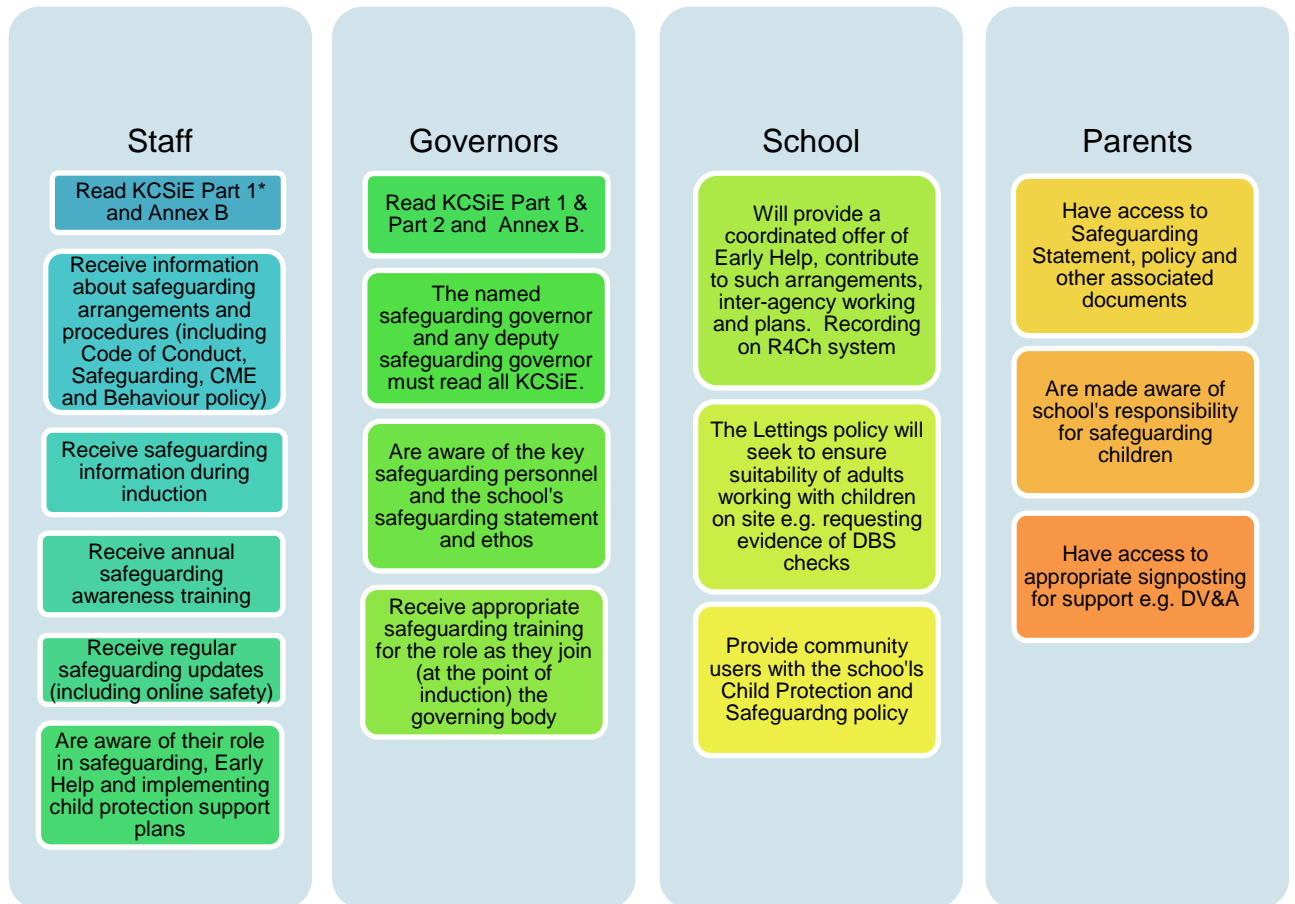 Staff
Read KCSiE Part 1*
and Annex B
Receive information
about safeguarding
arrangements and
procedures (including
Code of Conduct,
Safeguarding, CME
and Behaviour policy)
Receive safeguarding
information during
induction
Receive annual
safeguarding
awareness training
Receive regular
safeguarding updates
(including online safety)
Are aware of their role
in safeguarding, Early
Help and implementing
child protection support
plans
Governors
Read KCSiE Part 1 &
Part 2 and Annex B.
The named
safeguarding governor
and any deputy
safeguarding governor
must read all KCSiE.
Are aware of the key
safeguarding personnel
and the school's
safeguarding statement
and ethos
Receive appropriate
safeguarding training
for the role as they join
(at the point of
induction) the
governing body
School
Will provide a
coordinated offer of
Early Help, contribute
to such arrangements,
inter-agency working
and plans. Recording
on R4Ch system
The Lettings policy will
seek to ensure
suitability of adults
working with children
on site e.g. requesting
evidence of DBS
checks
Provide community
users with the schoo'ls
Child Protection and
Safeguardng policy
Parents
Have access to
Safeguarding
Statement, policy and
other associated
documents
Are made aware of
school's responsibility
for safeguarding
children
Have access to
appropriate signposting
for support e.g. DV&A